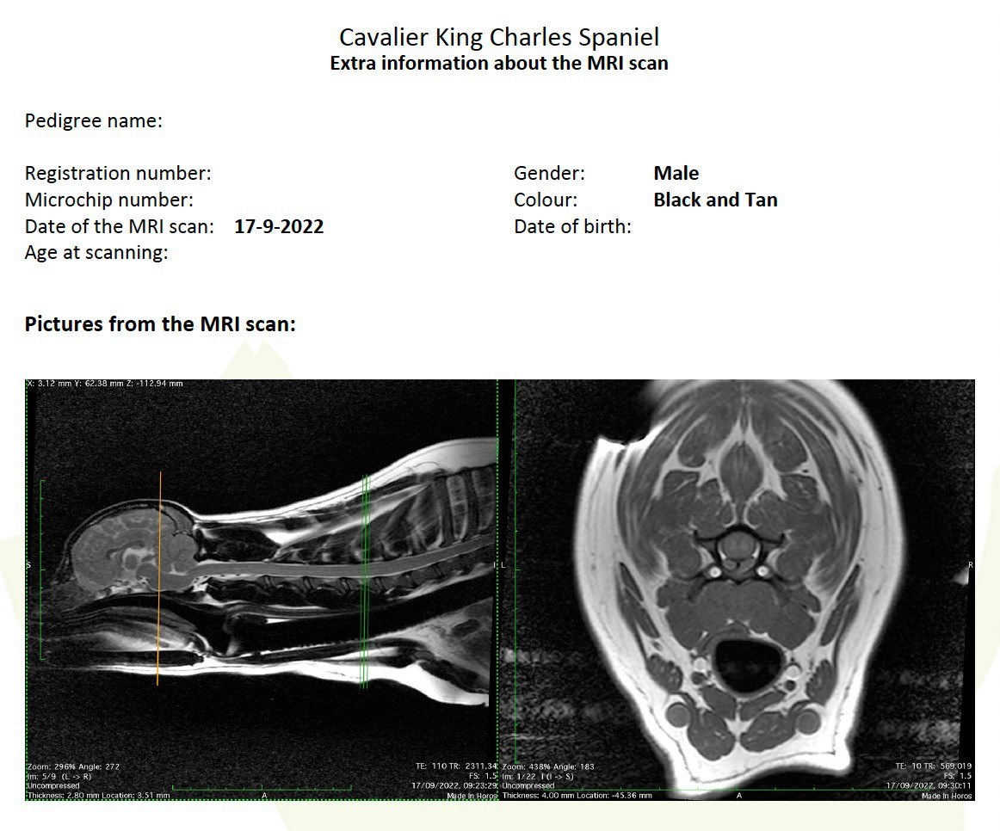 Cavalier King Charles Spaniel
Extra information about the MRI scan
Pedigree name:
Registration number:
Gender: Male
Microchip number:
Colour: Black and Tan
Date of the MRI scan: 17-9-2022
Date of birth:
Age at scanning:
Pictures from the MRI scan:
X: 3.12 mm Y: 62.38 mm Z: -112.94 mm
S
I
L
R
Zoom: 296% Angle: 272
Im: 5/9 (L -> R)
Uncompressed
Thickness: 2.80 mm Location: 3.51 mm
A
TE: 110 TR: 2311.34
FS: 1.5
17/09/2022, 09:23:29
Made In Horos
Zoom: 438% Angle: 183
Im: 1/22 I (I -> S)
Uncompressed
Thickness: 4.00 mm Location: -45.36 mm
A
TE: 10 TR: 569.019
FS: 1.5
17/09/2022, 09:30:11
Made In Horos